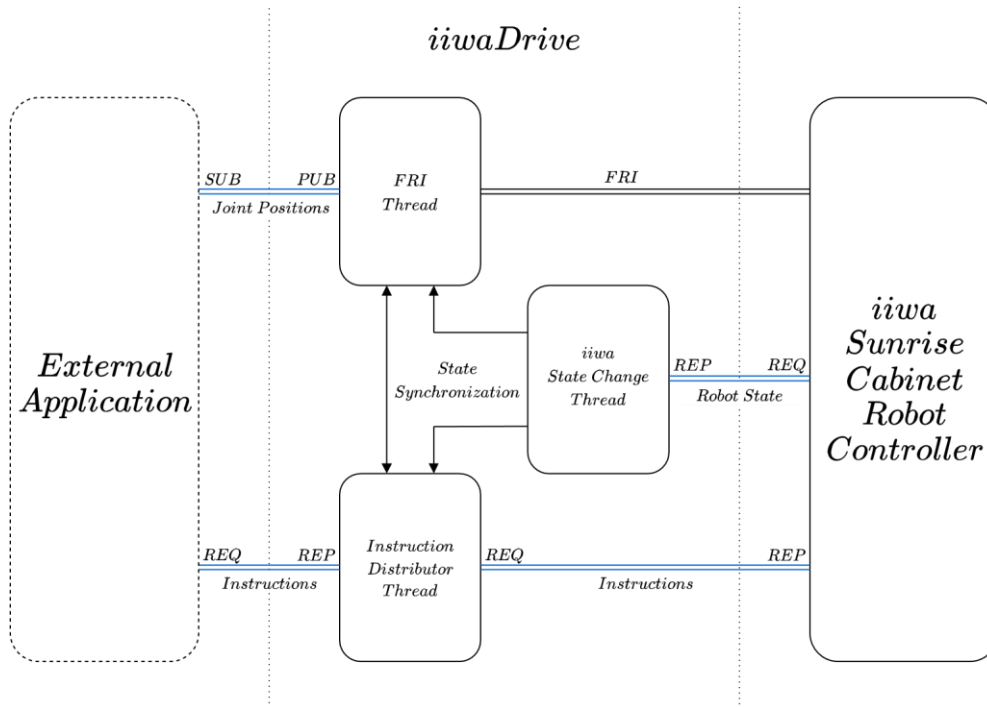 iiwaDrive
SUB
PUB
Joint Positions
FRI
Thread
FRI
External
Application
State
Synchronization
iiwa
State Change
Thread
REP
REQ
Robot State
iiwa
Sunrise
Cabinet
Robot
Controller
REQ
REP
Instructions
Instruction
Distributor
Thread
REQ
REP
Instructions